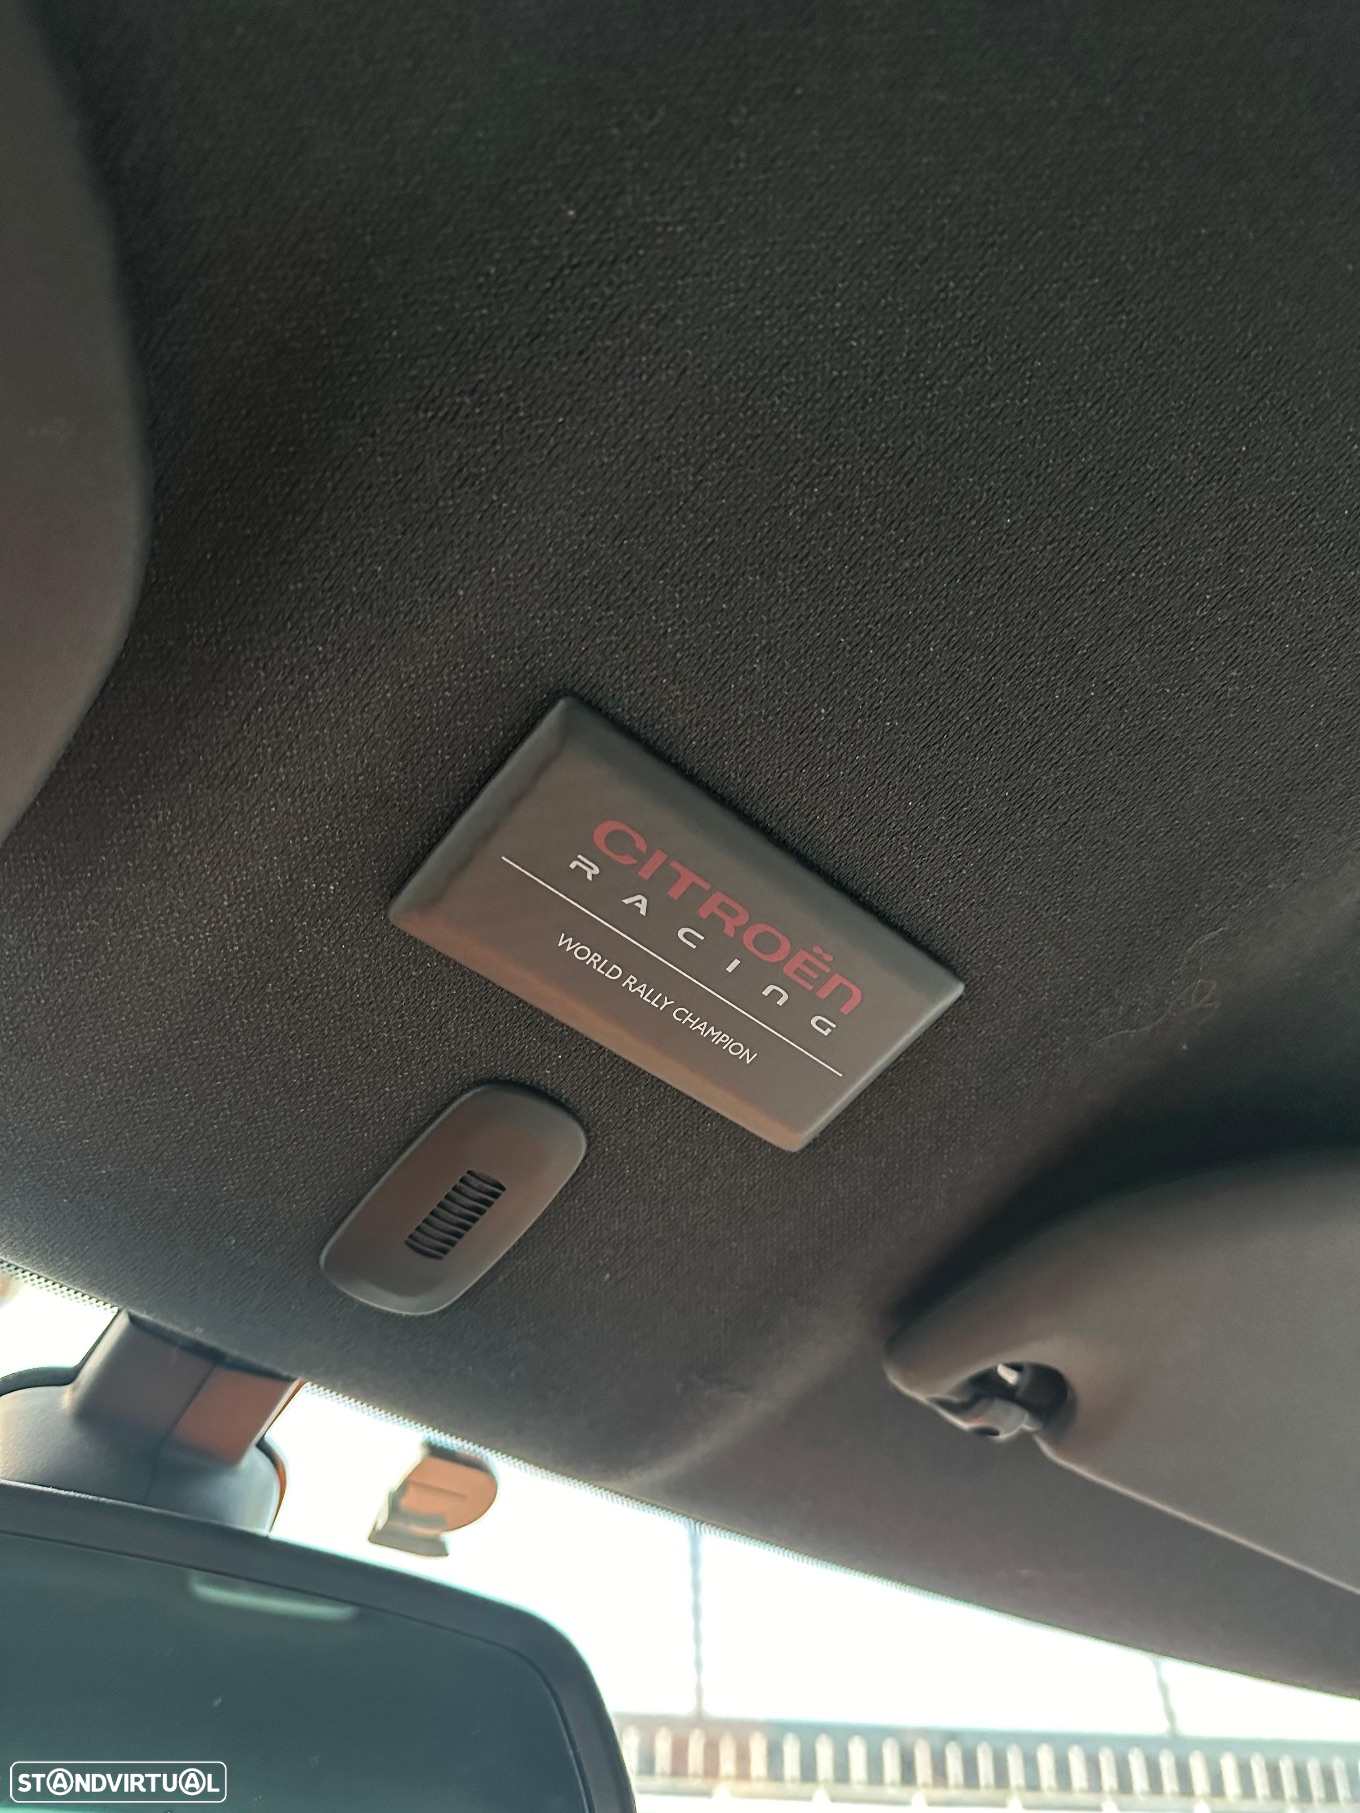 CITROËN
RACING
WORLD RALLY CHAMPION
STANDVIRTUAL